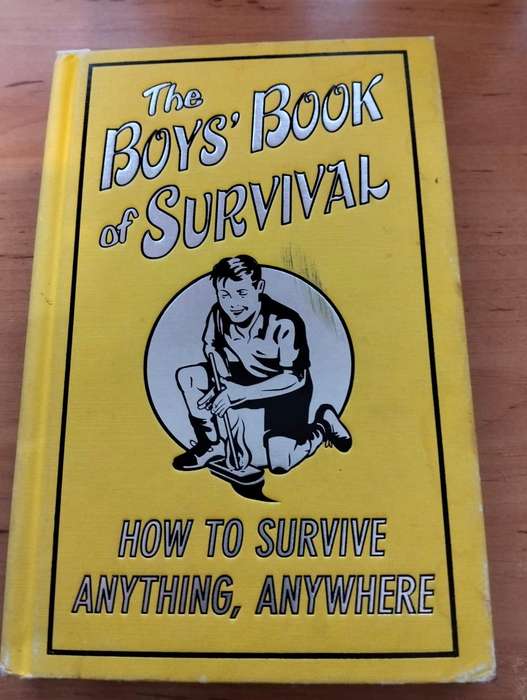 The
BOYS' BOOK
of SURVIVAL
HOW TO SURVIVE
ANYTHING, ANYWHERE